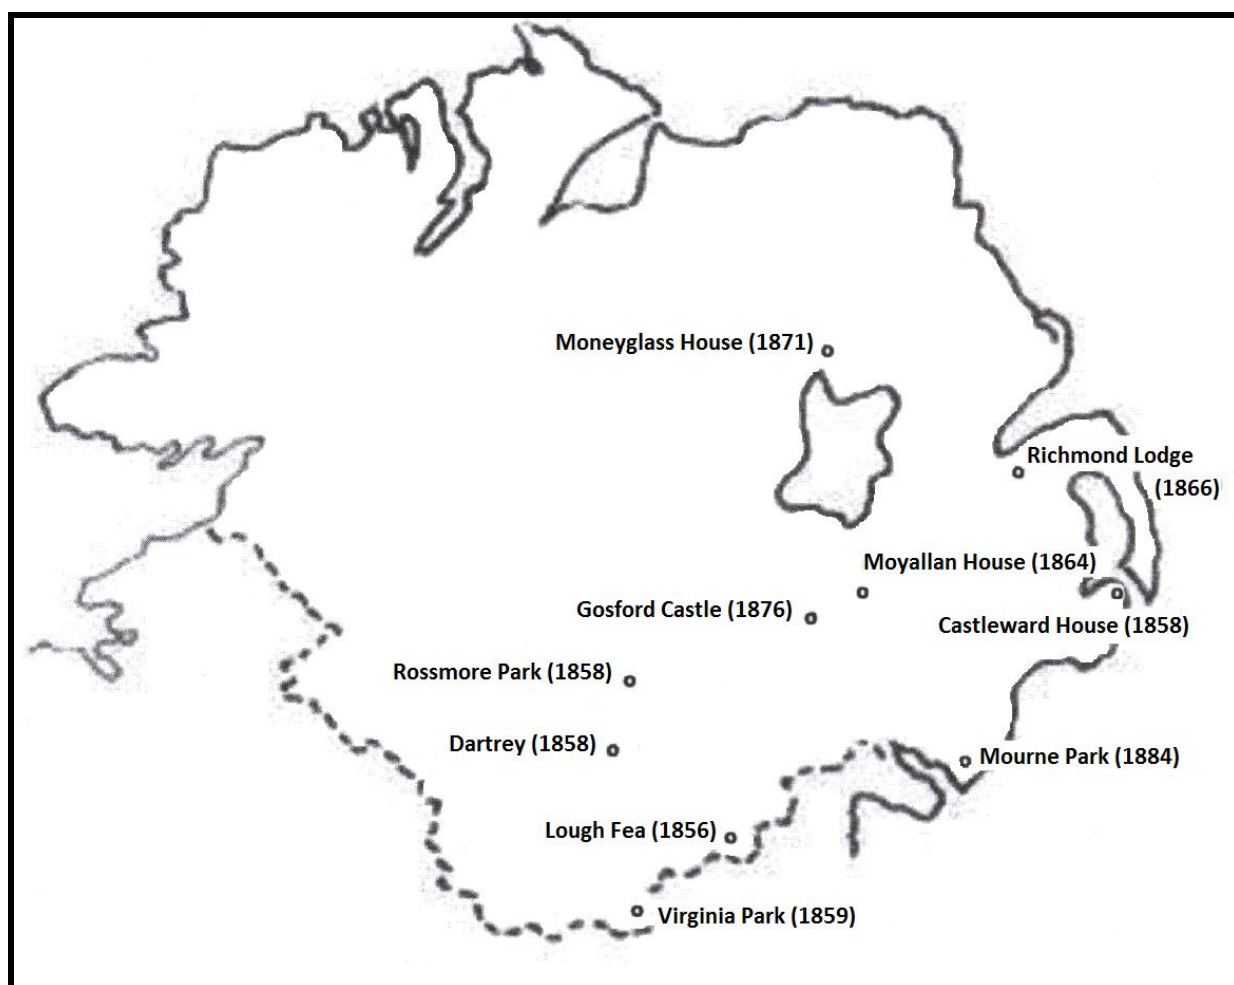 Moneyglass House (1871)
Richmond Lodge
(1866)
Moyallan House (1864)
Gosford Castle (1876)
Castleward House (1858)
Rossmore Park (1858)
Dartrey (1858)
Mourne Park (1884)
Lough Fea (1856)
Virginia Park (1859)